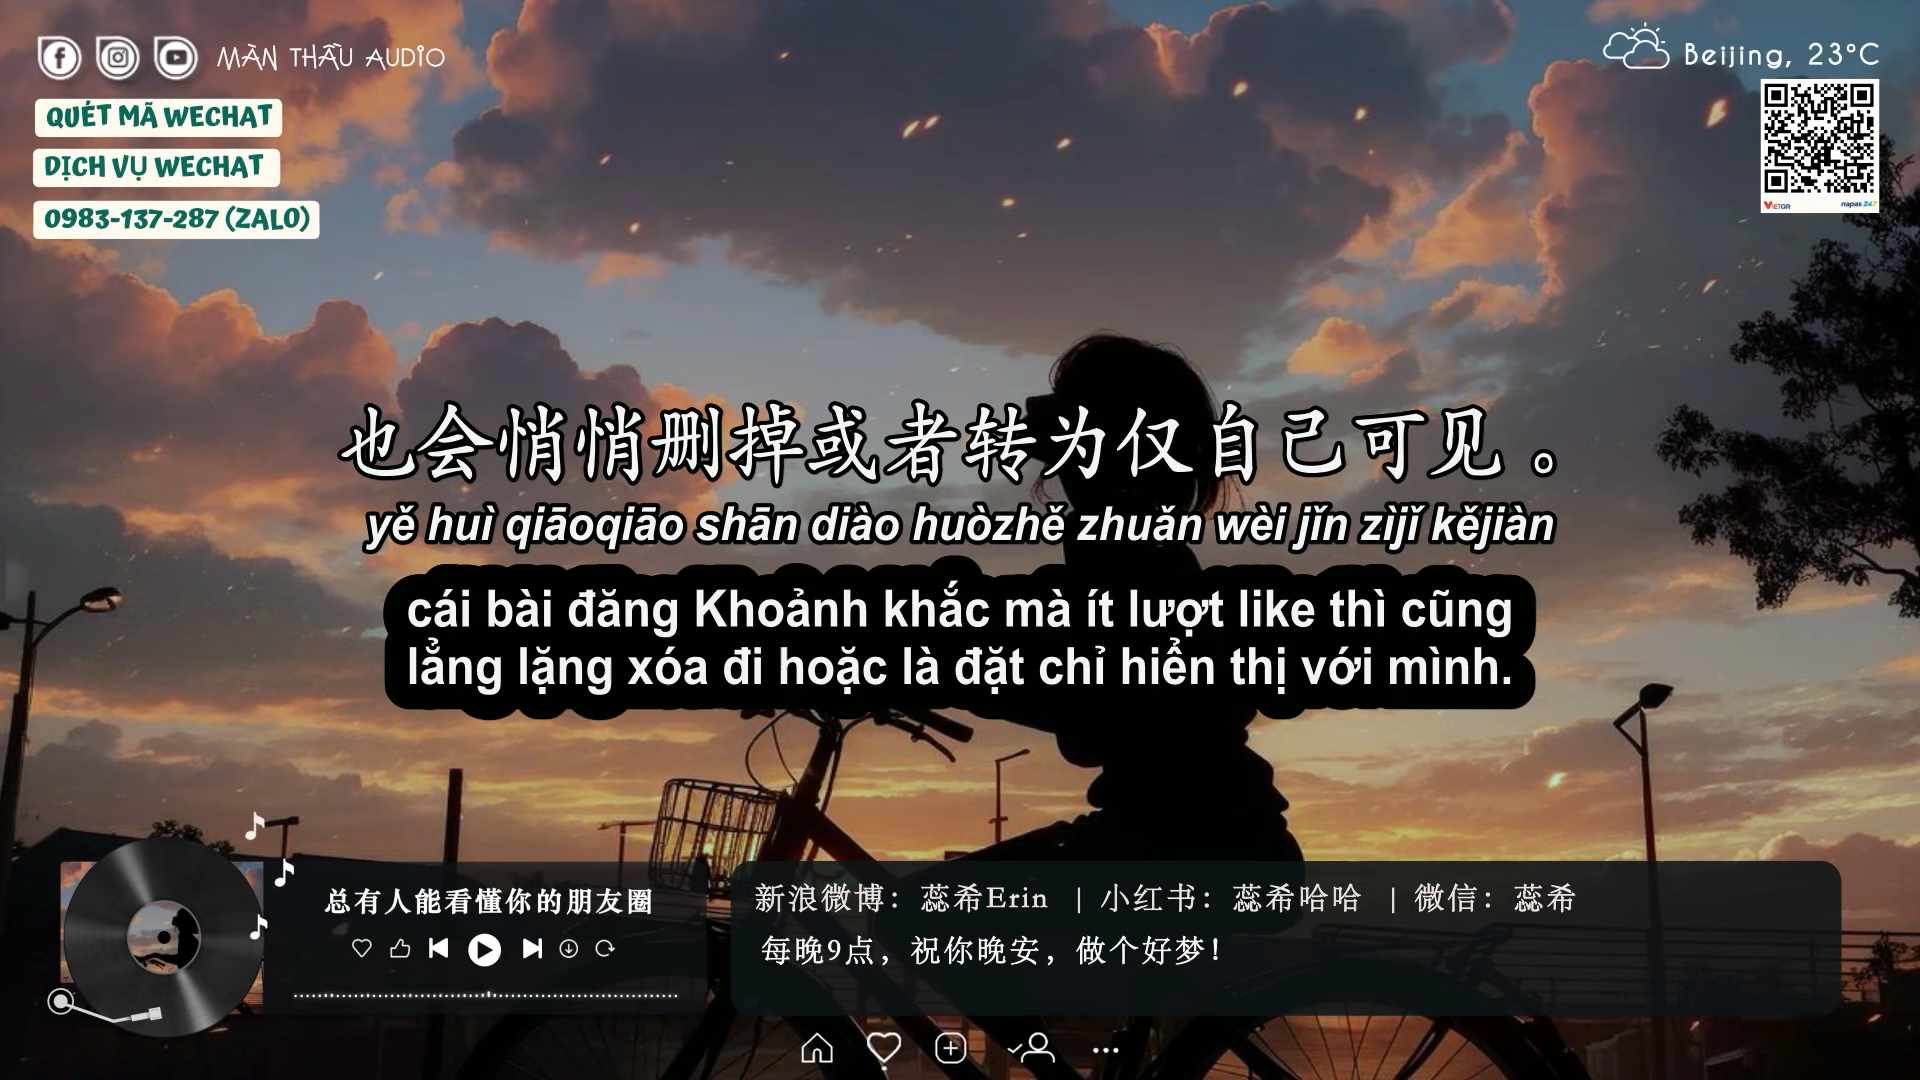 MÀN THẦU AUDIO
Beijing, 23°C
QUÉT MÃ WECHAT
DỊCH VỤ WECHAT
0983-137-287 (ZALO)
VIETQR
napas 247
也会悄悄删掉或者转为仅自己可见。
yě huì qiāoqiāo shān diào huòzhě zhuǎn wèi jǐn zìjǐ kějiàn
cái bài đăng Khoảnh khắc mà ít lượt like thì cũng
lẳng lặng xóa đi hoặc là đặt chỉ hiển thị với mình.
总有人能看懂你的朋友圈
新浪微博：蕊希Erin | 小红书：蕊希哈哈 | 微信：蕊希
每晚9点，祝你晚安，做个好梦！